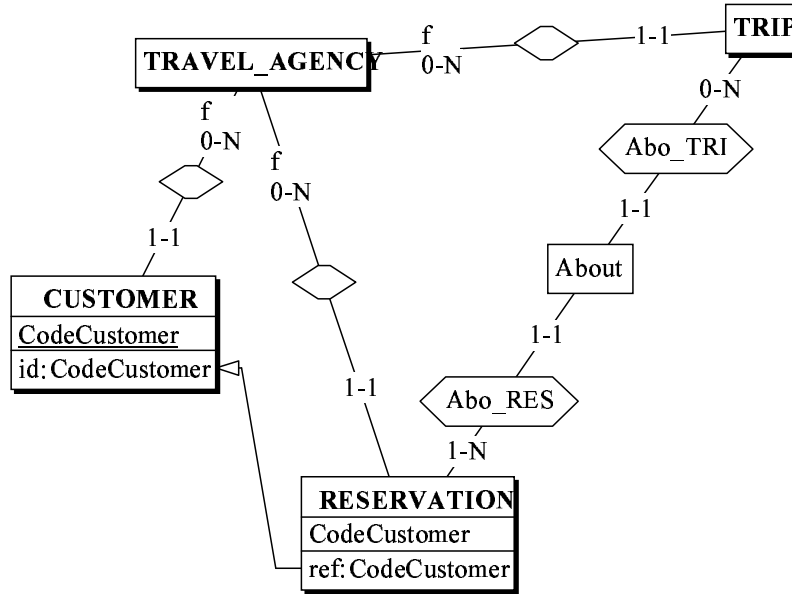 TRIP
f
0-N
1-1
TRAVEL_AGENCY
0-N
f
0-N
Abo_TRI
f
0-N
1-1
1-1
About
CUSTOMER
CodeCustomer
id: CodeCustomer
1-1
1-1
Abo_RES
1-N
RESERVATION
CodeCustomer
ref: CodeCustomer